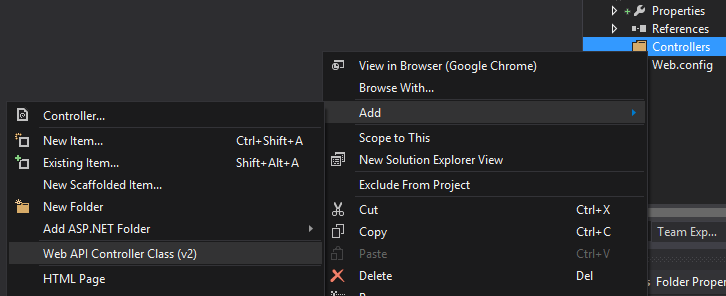 Properties
References
Controllers
Web.config
View in Browser (Google Chrome)
Browse With...
Add
Scope to This
New Solution Explorer View
Exclude From Project
Cut Ctrl+X
Copy Ctrl+C
Paste Ctrl+V
Delete Del
Controller...
New Item... Ctrl+Shift+A
Existing Item... Shift+Alt+A
New Scaffolded Item...
New Folder
Add ASP.NET Folder
Web API Controller Class (v2)
HTML Page
Team Exp...
Folder Proper